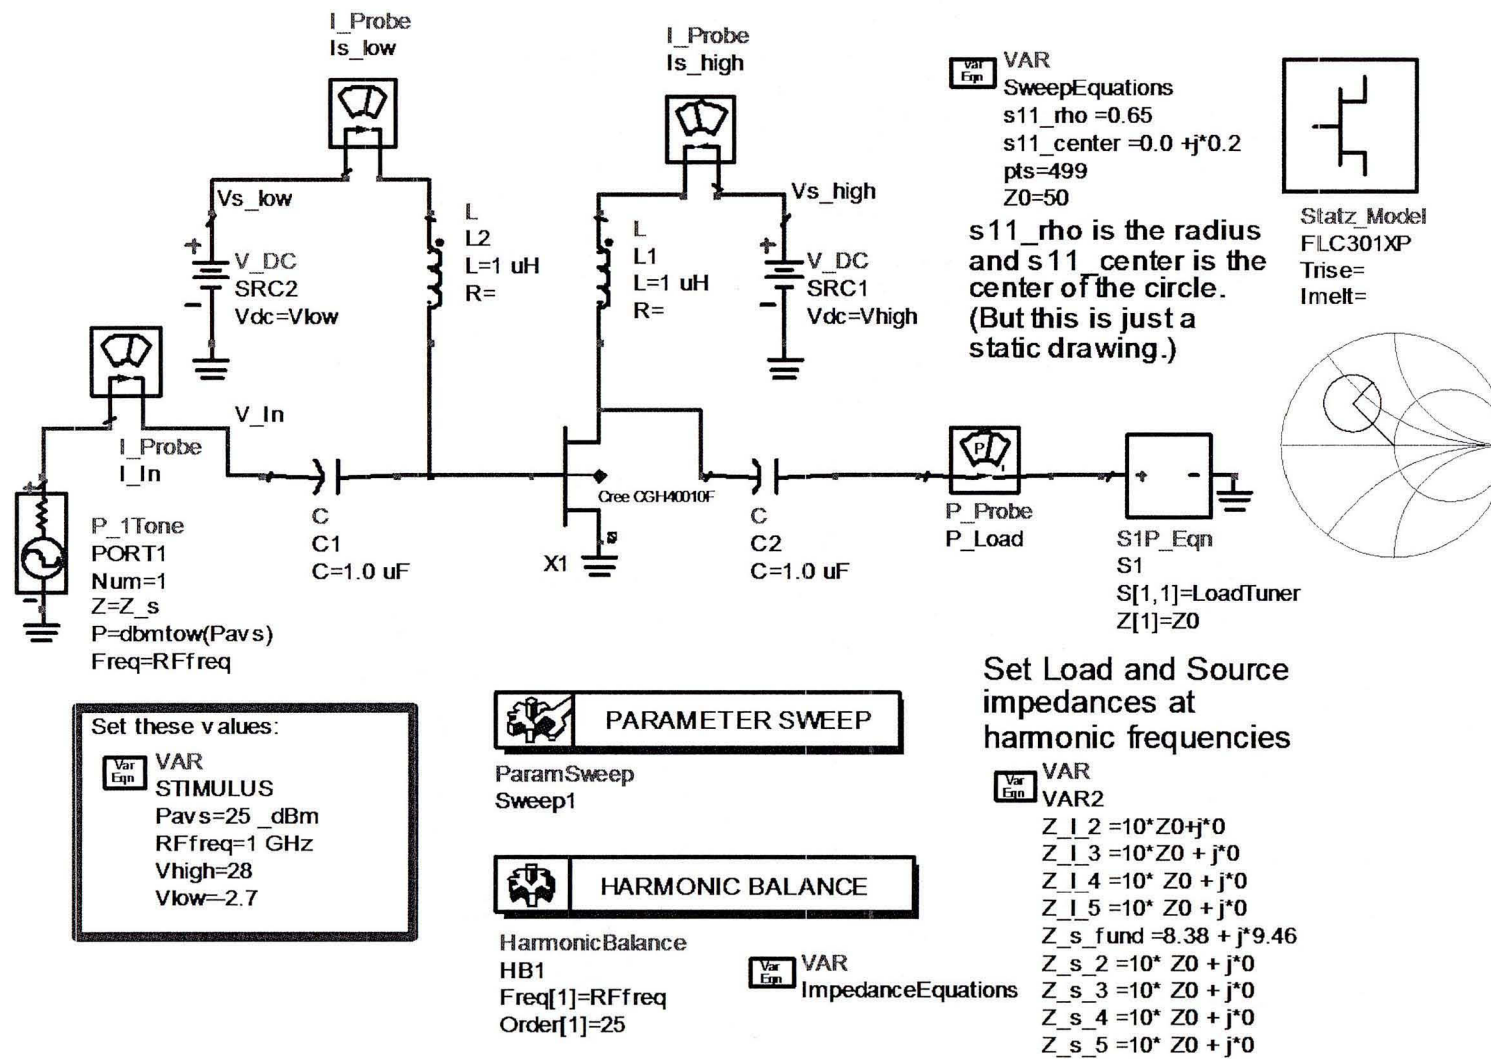 I_Probe
Is_low
I_Probe
Is_high
Var
Eqn
VAR
SweepEquations
s11_rho =0.65
s11_center =0.0 +j*0.2
pts=499
Z0=50
s11_rho is the radius
and s11_center is the
center of the circle.
(But this is just a
static drawing.)
Statz_Model
FLC301XP
Trise=
Imelt=
Vs_low
+
-
V_DC
SRC2
Vdc=Vlow
L
L2
L=1 uH
R=
L
L1
L=1 uH
R=
Vs_high
+
-
V_DC
SRC1
Vdc=Vhigh
V_In
I_Probe
I_In
+
-
P_1Tone
PORT1
Num=1
Z=Z_s
P=dbmtow(Pavs)
Freq=RFfreq
C
C1
C=1.0 uF
Cree CGH40010F
S
X1
C
C2
C=1.0 uF
P
I
P_Probe
P_Load
+ -
S1P_Eqn
S1
S[1,1]=LoadTuner
Z[1]=Z0
Set these values:
Var
Eqn
VAR
STIMULUS
Pavs=25 _dBm
RFfreq=1 GHz
Vhigh=28
Vlow=-2.7
PARAMETER SWEEP
ParamSweep
Sweep1
HARMONIC BALANCE
HarmonicBalance
HB1
Freq[1]=RFfreq
Order[1]=25
Var
Eqn
VAR
ImpedanceEquations
Set Load and Source
impedances at
harmonic frequencies
Var
Eqn
VAR
VAR2
Z_l_2 =10*Z0+j*0
Z_l_3 =10*Z0 + j*0
Z_l_4 =10* Z0 + j*0
Z_l_5 =10* Z0 + j*0
Z_s_fund =8.38 + j*9.46
Z_s_2 =10* Z0 + j*0
Z_s_3 =10* Z0 + j*0
Z_s_4 =10* Z0 + j*0
Z_s_5 =10* Z0 + j*0